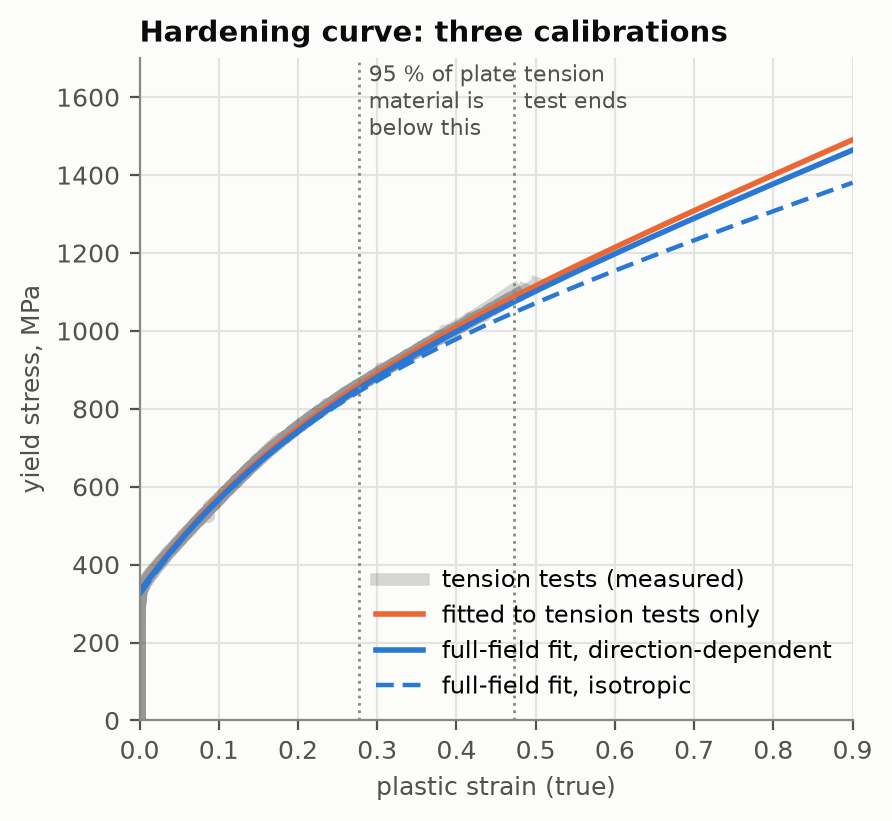 Hardening curve: three calibrations
95 % of plate
material is
below this
tension
test ends
yield stress, MPa
1600
1400
1200
1000
800
600
400
200
0
tension tests (measured)
fitted to tension tests only
full-field fit, direction-dependent
full-field fit, isotropic
0.0 0.1 0.2 0.3 0.4 0.5 0.6 0.7 0.8 0.9
plastic strain (true)